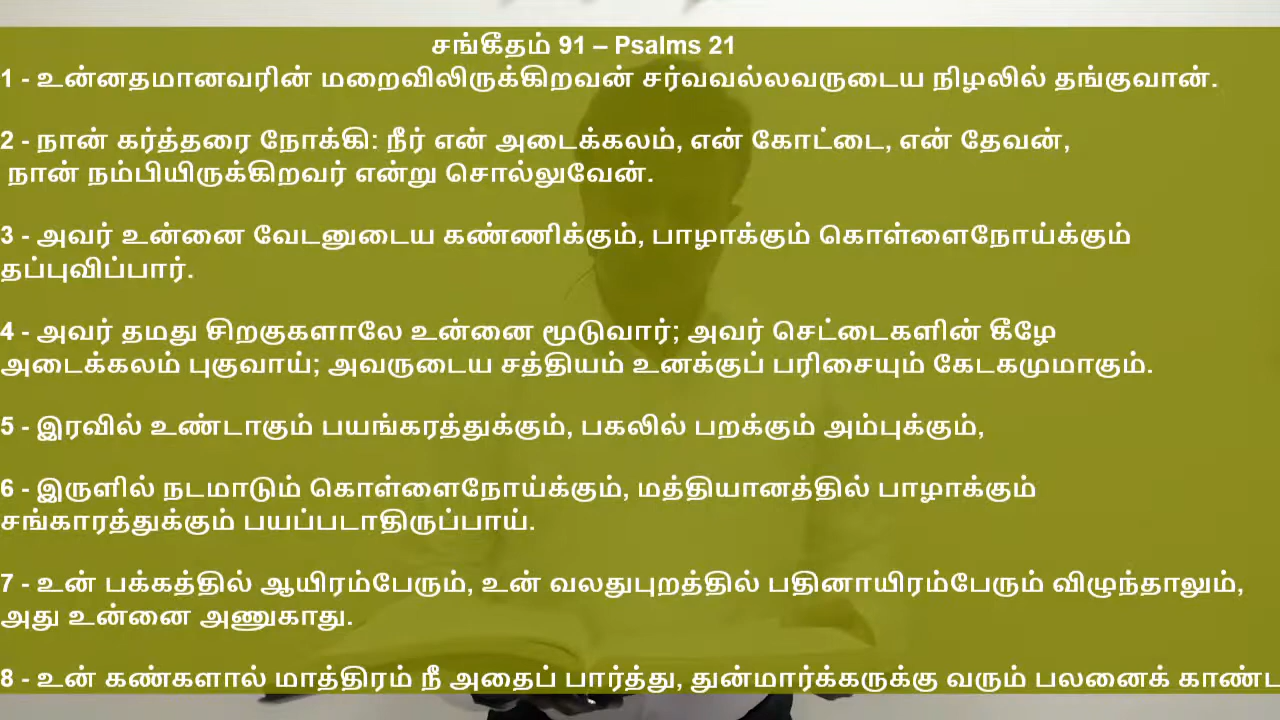 சங்கீதம் 91 – Psalms 21
1 - உன்னதமானவரின் மறைவிலிருக்கிறவன் சர்வவல்லவருடைய நிழலில் தங்குவான்.
2 - நான் கர்த்தரை நோக்கி: நீர் என் அடைக்கலம், என் கோட்டை, என் தேவன்,
நான் நம்பியிருக்கிறவர் என்று சொல்லுவேன்.
3 - அவர் உன்னை வேடனுடைய கண்ணிக்கும், பாழாக்கும் கொள்ளைநோய்க்கும்
தப்புவிப்பார்.
4 - அவர் தமது சிறகுகளாலே உன்னை மூடுவார்; அவர் செட்டைகளின் கீழே
அடைக்கலம் புகுவாய்; அவருடைய சத்தியம் உனக்குப் பரிசையும் கேடகமுமாகும்.
5 - இரவில் உண்டாகும் பயங்கரத்துக்கும், பகலில் பறக்கும் அம்புக்கும்,
6 - இருளில் நடமாடும் கொள்ளைநோய்க்கும், மத்தியானத்தில் பாழாக்கும்
சங்காரத்துக்கும் பயப்படாதிருப்பாய்.
7 - உன் பக்கத்தில் ஆயிரம்பேரும், உன் வலதுபுறத்தில் பதினாயிரம்பேரும் விழுந்தாலும்,
அது உன்னை அணுகாது.
8 - உன் கண்களால் மாத்திரம் நீ அதைப் பார்த்து, துன்மார்க்கருக்கு வரும் பலனைக்